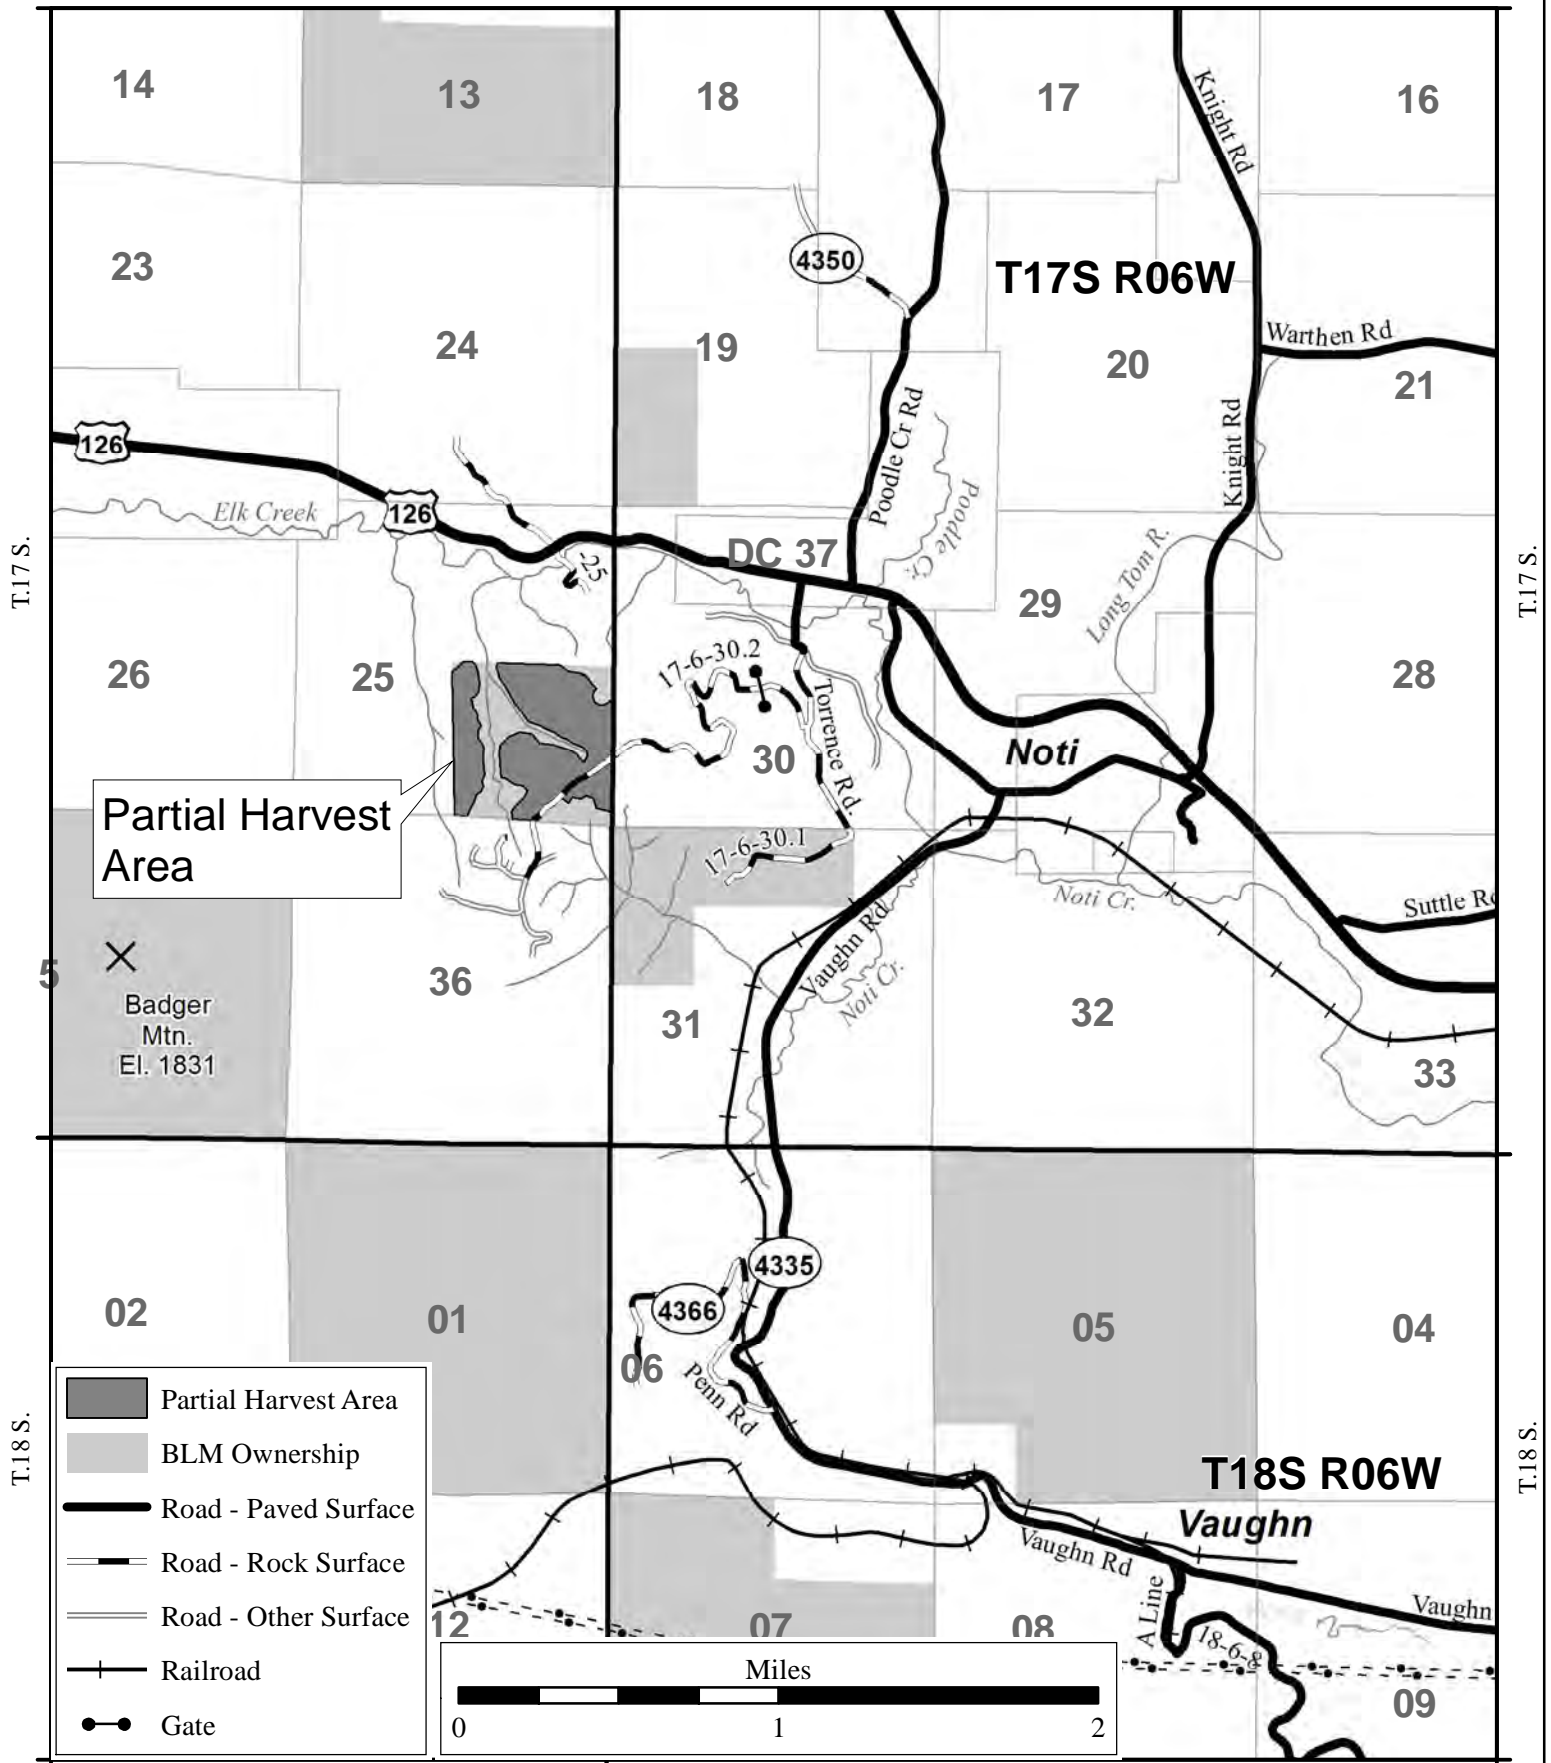 14
13
18
17
16
Knight Rd
23
4350
T17S R06W
24
19
20
Warthen Rd
21
126
Poodle Cr Rd
Knight Rd
Elk Creek
126
Poodle Cr.
DC 37
-25
Long Tom R.
T.17 S.
T.17 S.
29
26
25
17-6-30.2
28
Torrence Rd.
30
Noti
Partial Harvest
Area
17-6-30.1
Noti Cr.
Suttle Rd
Vaughn Rd
Noti Cr.
5
36
31
32
33
Badger
Mtn.
El. 1831
4335
02
01
4366
05
04
06
Penn Rd
T.18 S.
T.18 S.
T18S R06W
Vaughn
Vaughn Rd
Vaughn
A Line
18-6-8
12
07
08
09
Partial Harvest Area
BLM Ownership
Road - Paved Surface
Road - Rock Surface
Road - Other Surface
Railroad
Gate
Miles
0
1
2